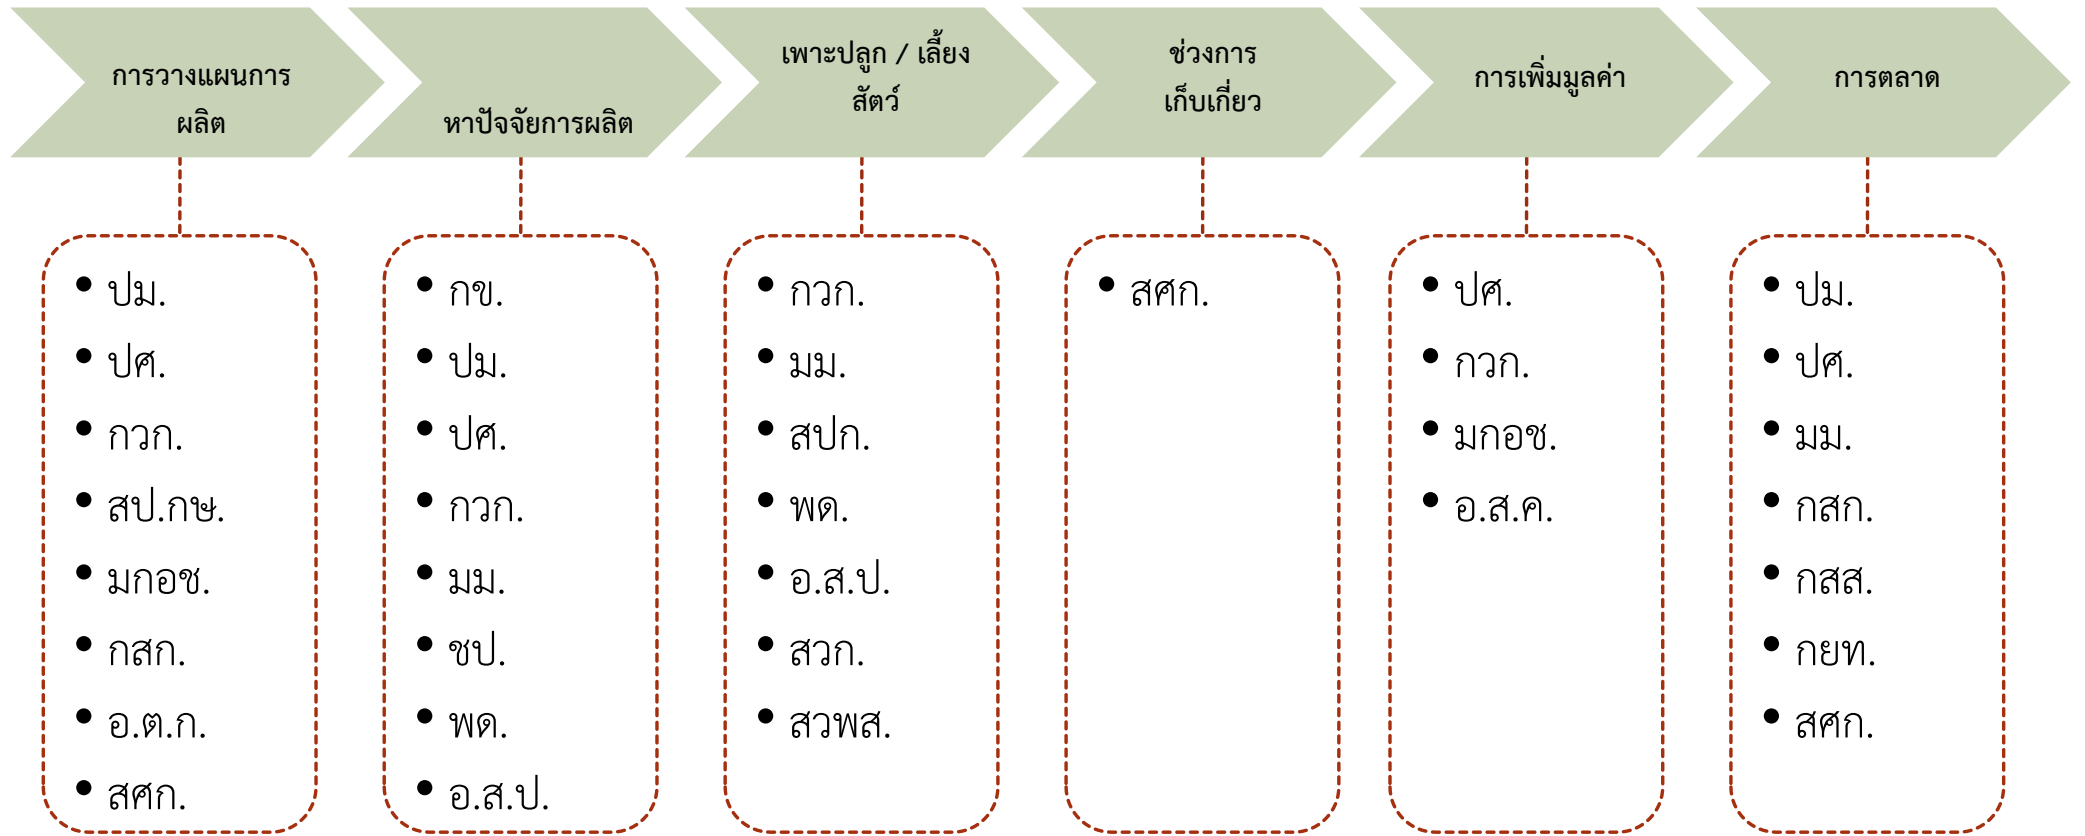 การวางแผนการ
ผลิต
หาปัจจัยการผลิต
เพาะปลูก / เลี้ยง
สัตว์
ช่วงการ
เก็บเกี่ยว
การเพิ่มมูลค่า
การตลาด
• ปม.
• ปศ.
• กวก.
• สป.กษ.
• มกอช.
• กสก.
• อ.ต.ก.
• สศก.
• กข.
• ปม.
• ปศ.
• กวก.
• มม.
• ชป.
• พด.
• อ.ส.ป.
• กวก.
• มม.
• สปก.
• พด.
• อ.ส.ป.
• สวก.
• สวพส.
• สศก.
• ปศ.
• กวก.
• มกอช.
• อ.ส.ค.
• ปม.
• ปศ.
• มม.
• กสก.
• กสส.
• กยท.
• สศก.